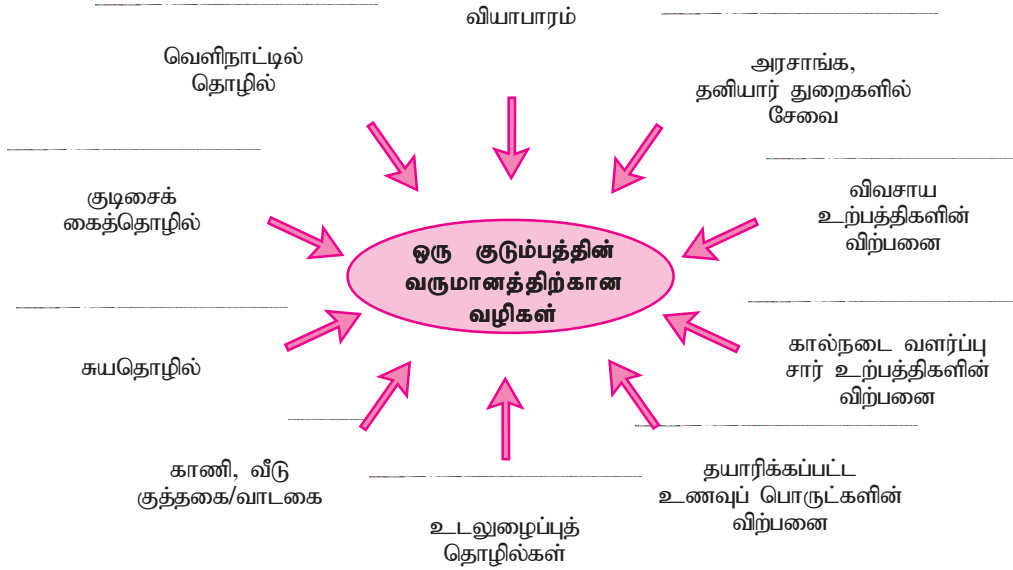 வியாபாரம்
வெளிநாட்டில்
தொழில்
அரசாங்க,
தனியார் துறைகளில்
சேவை
குடிசைக்
கைத்தொழில்
விவசாய
உற்பத்திகளின்
விற்பனை
ஒரு குடும்பத்தின்
வருமானத்திற்கான
வழிகள்
சுயதொழில்
கால்நடை வளர்ப்பு
சார் உற்பத்திகளின்
விற்பனை
காணி, வீடு
குத்தகை/வாடகை
உடலுழைப்புத்
தொழில்கள்
தயாரிக்கப்பட்ட
உணவுப் பொருட்களின்
விற்பனை